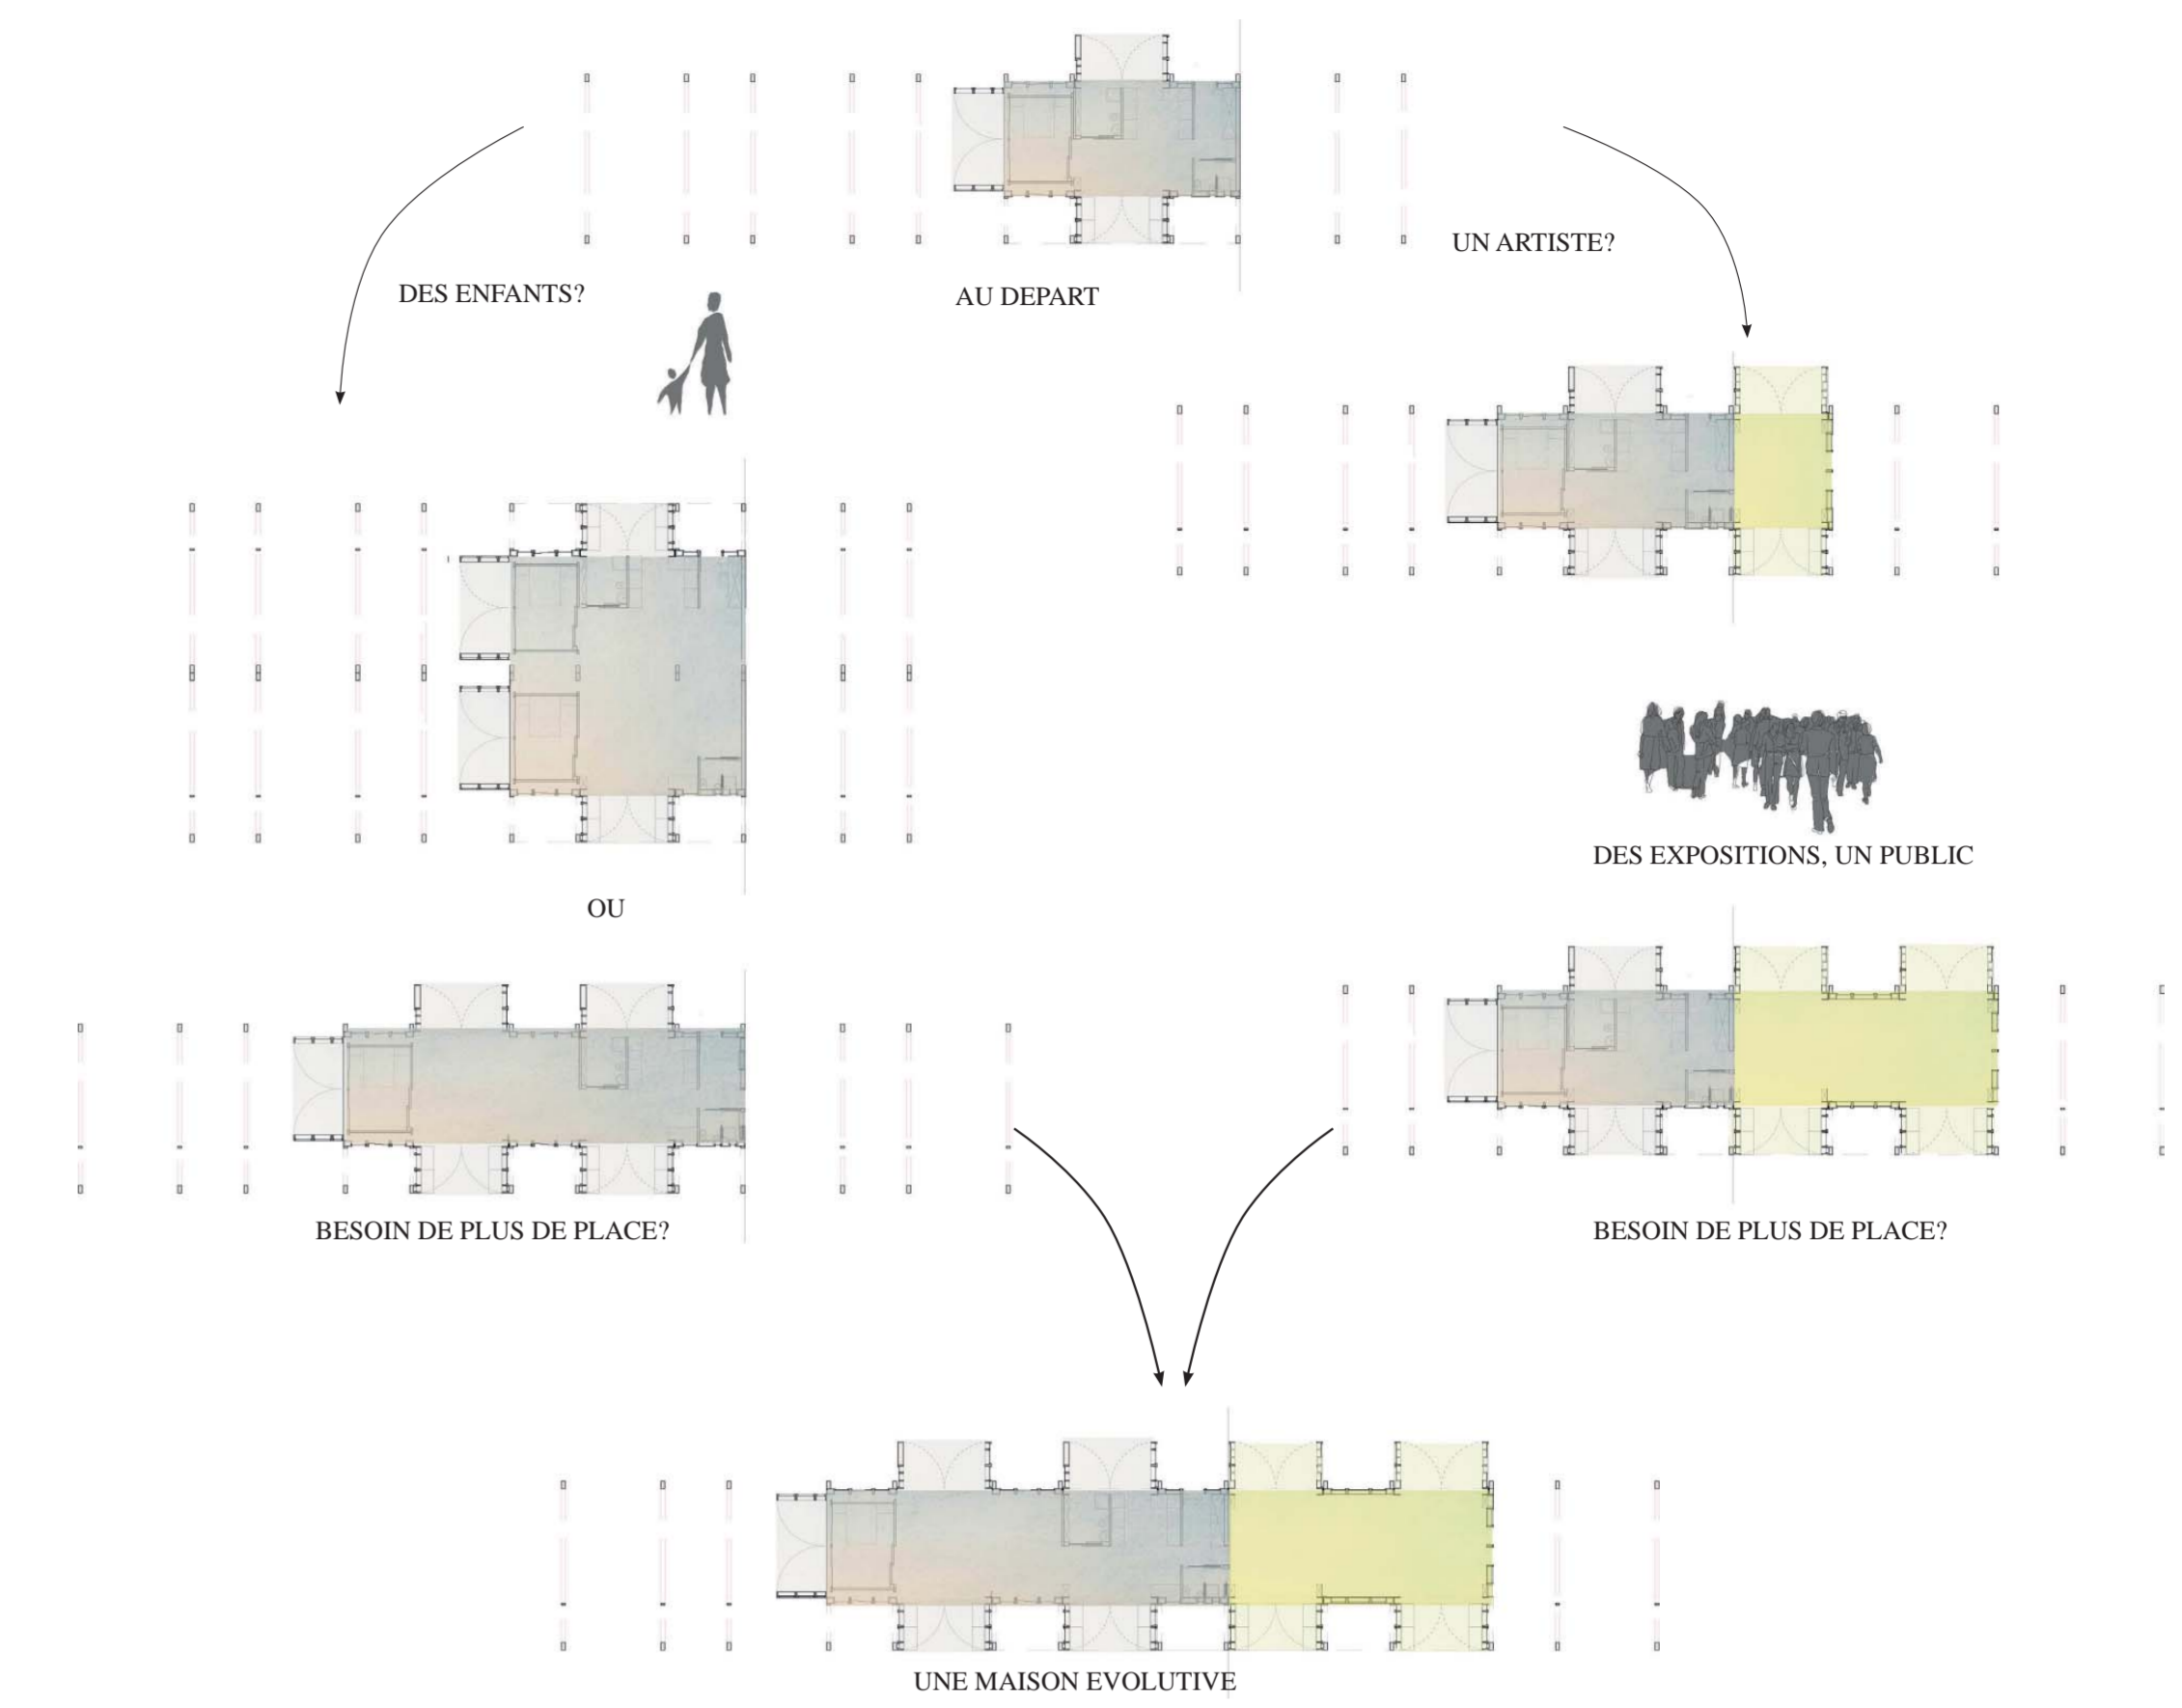 UN ARTISTE?
DES ENFANTS?
AU DEPART
DES EXPOSITIONS, UN PUBLIC
OU
BESOIN DE PLUS DE PLACE?
BESOIN DE PLUS DE PLACE?
UNE MAISON EVOLUTIVE